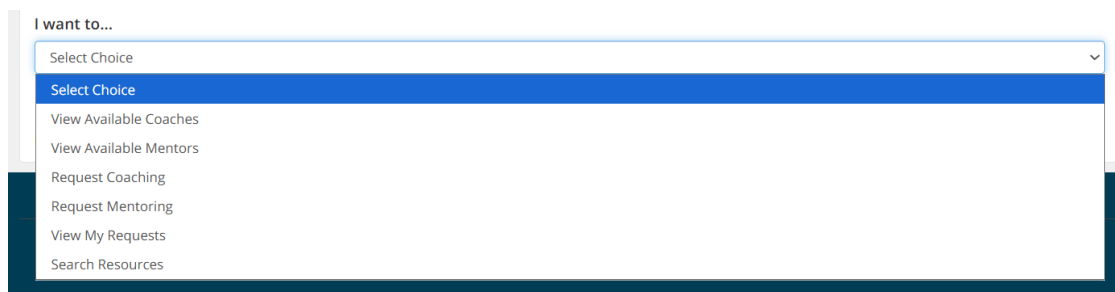 I want to...
Select Choice
Select Choice
View Available Coaches
View Available Mentors
Request Coaching
Request Mentoring
View My Requests
Search Resources